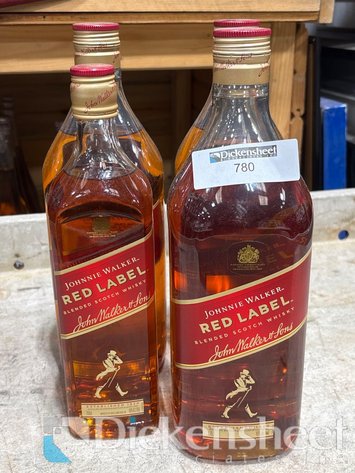 Dickensheet
780
JOHNNIE WALKER
RED LABEL
BLENDED SCOTCH WHISKY
John Walker & Sons
JOHNNIE WALKER
RED LABEL
BLENDED SCOTCH WHISKY
John Walker & Sons
Dickensheet